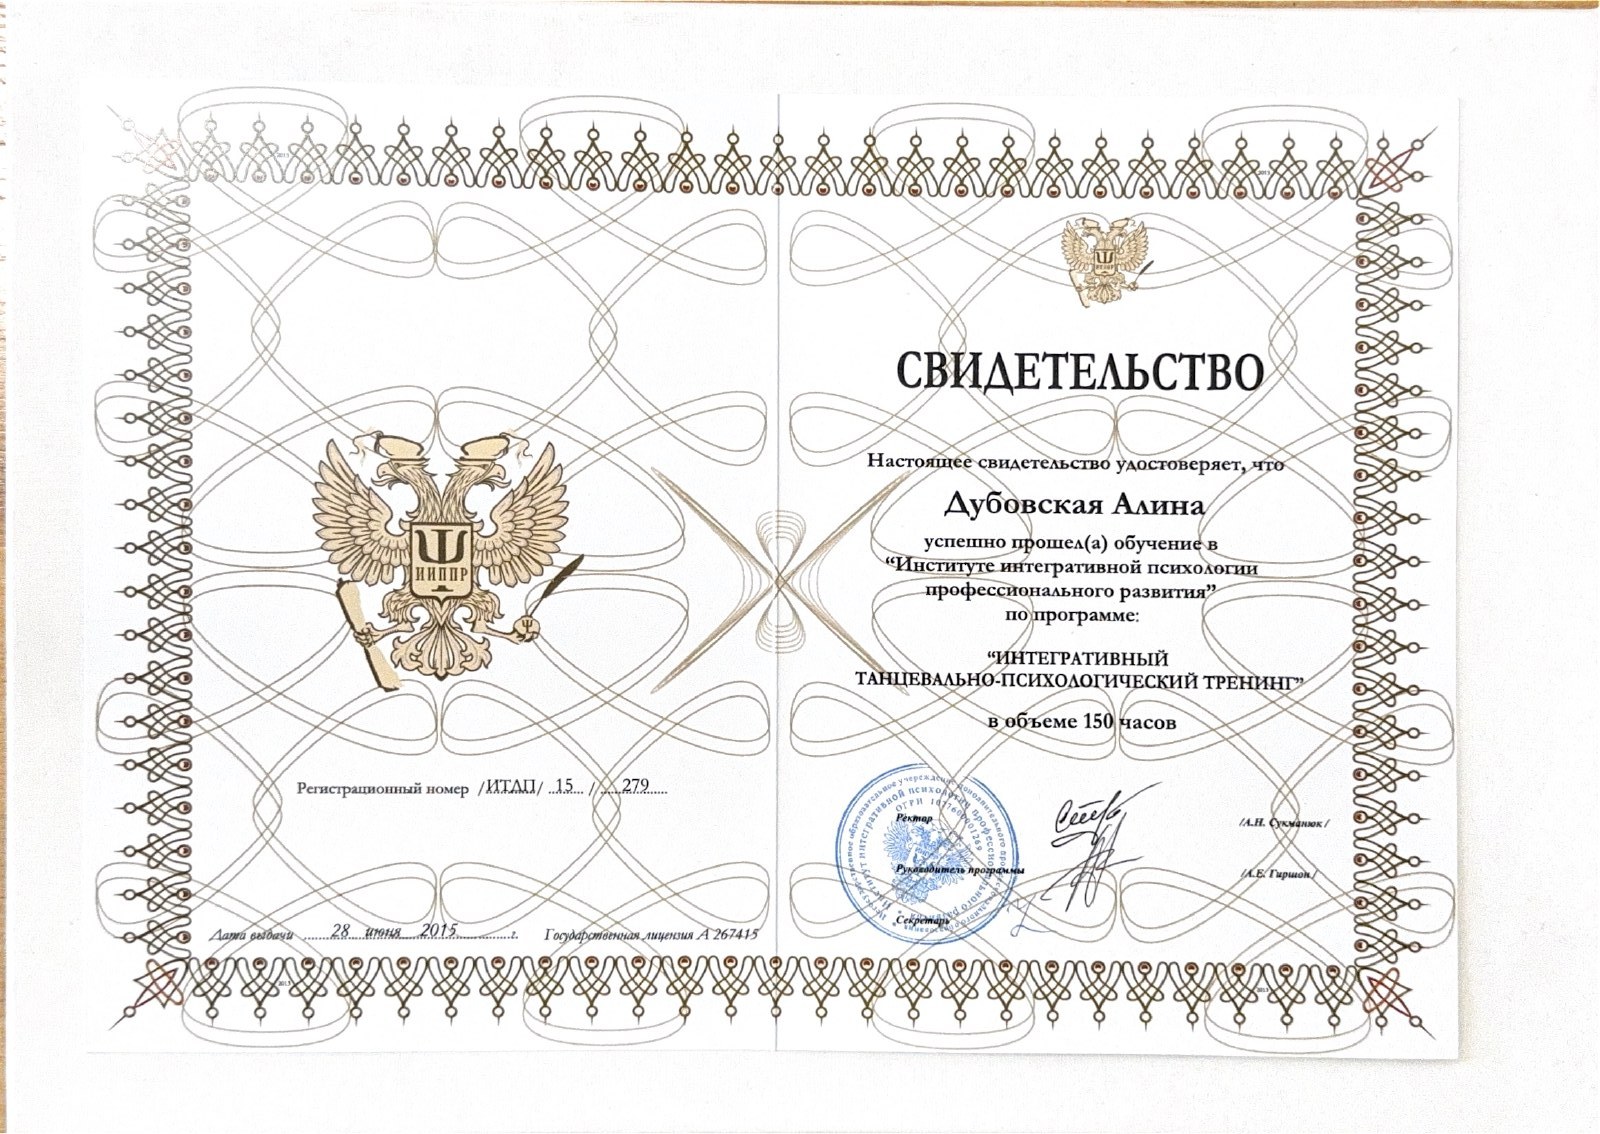 ИИППР
Регистрационный номер /ИТДП/ 15 / 279
Дата выдачи 28 июня 2015 г.
Государственная лицензия А 267415
СВИДЕТЕЛЬСТВО
Настоящее свидетельство удостоверяет, что
Дубовская Алина
успешно прошел(а) обучение в
“Институте интегративной психологии
профессионального развития”
по программе:
“ИНТЕГРАТИВНЫЙ
ТАНЦЕВАЛЬНО-ПСИХОЛОГИЧЕСКИЙ ТРЕНИНГ”
в объеме 150 часов
Ректор
/А.Н. Сукманюк/
Руководитель программы
/А.Е. Гиршон/
Секретарь